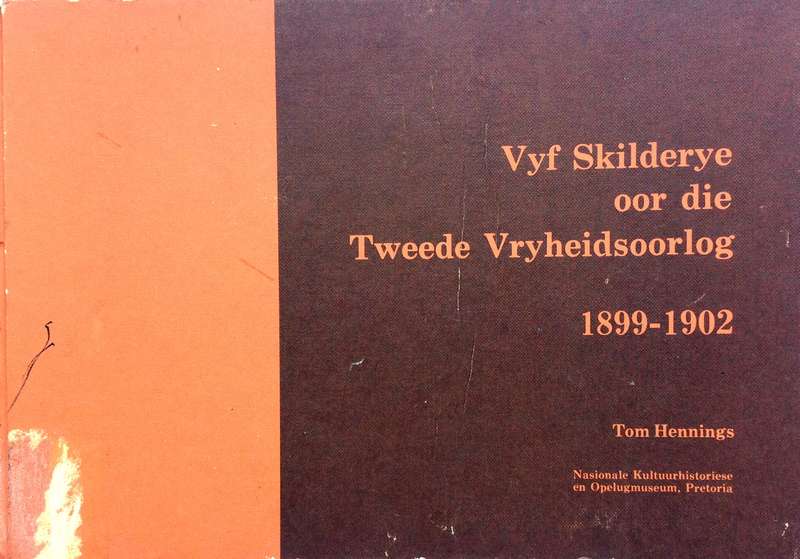 Vyf Skilderye
oor die
Tweede Vryheidsoorlog
1899-1902
Tom Hennings
Nasionale Kultuurhistoriese
en Opelugmuseum, Pretoria